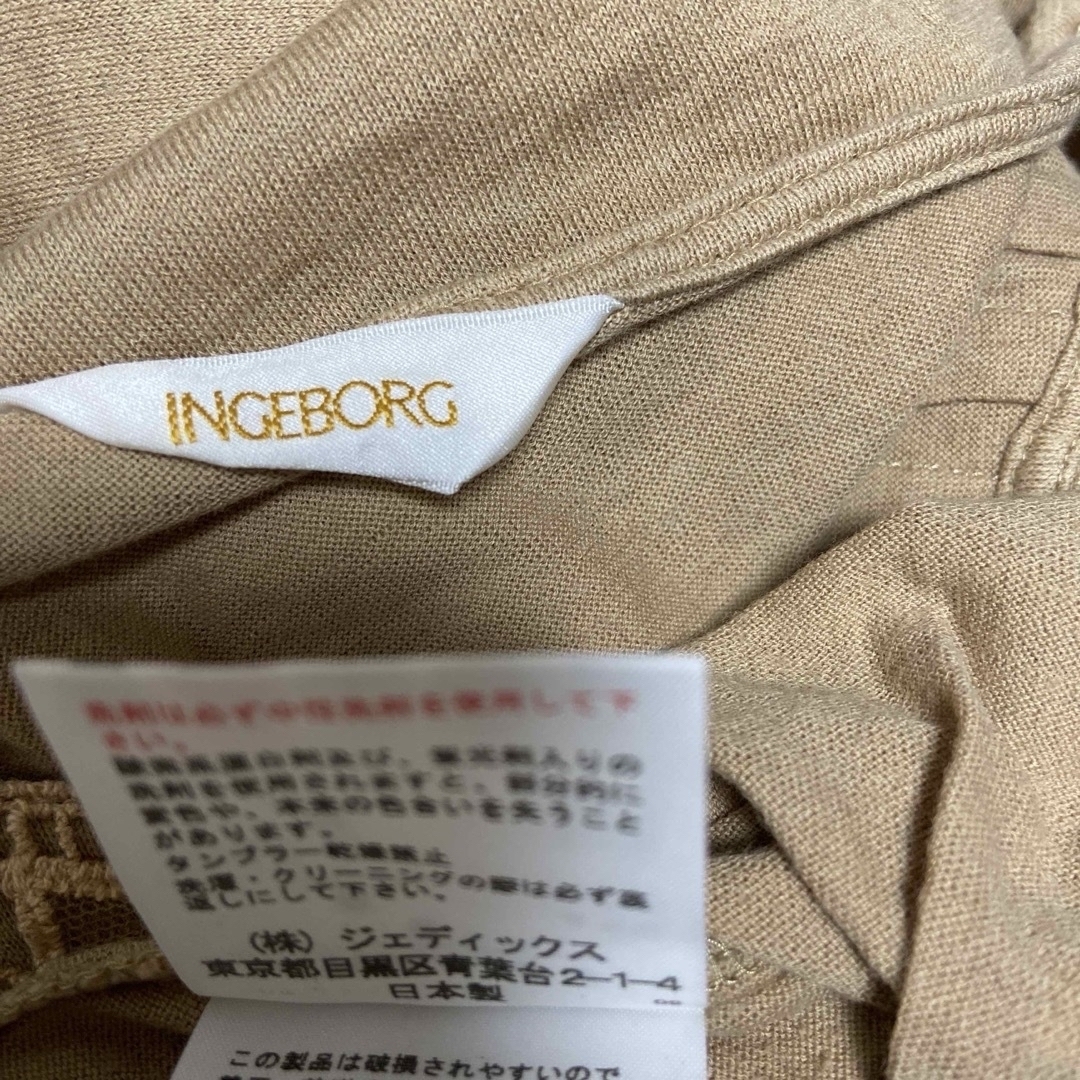 INGEBORG
洗剤は必ず中性洗剤を使用して下
さい。
酸素系蛍白剤及び、蛍光剤入りの
洗剤を使用されますと、部分的に
変色や、本来の色合いを失うこと
があります。
タンブラー乾燥禁止
洗濯・クリーニングの際は必ず裏
返しにして下さい。
(株) ジェディックス
東京都目黒区青葉台2-1-4
日本製
この製品は破損されやすいので